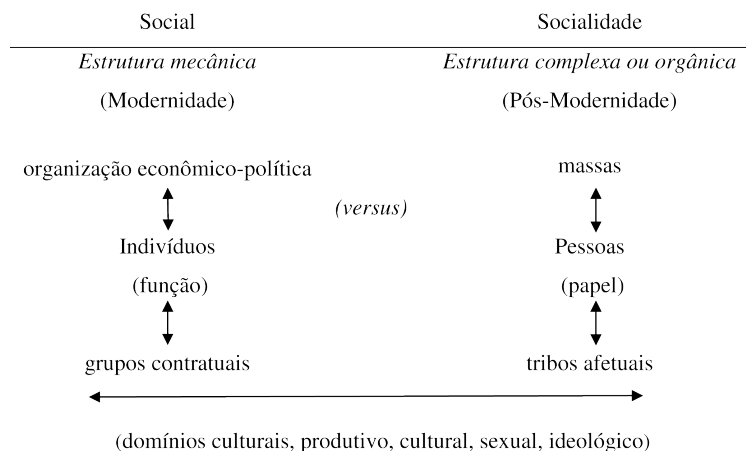 Social Socialidade
Estrutura mecânica Estrutura complexa ou orgânica
(Modernidade) (Pós-Modernidade)
organização econômico-política massas
(versus)
Indivíduos Pessoas
(função) (papel)
grupos contratuais tribos afetuais
(domínios culturais, produtivo, cultural, sexual, ideológico)